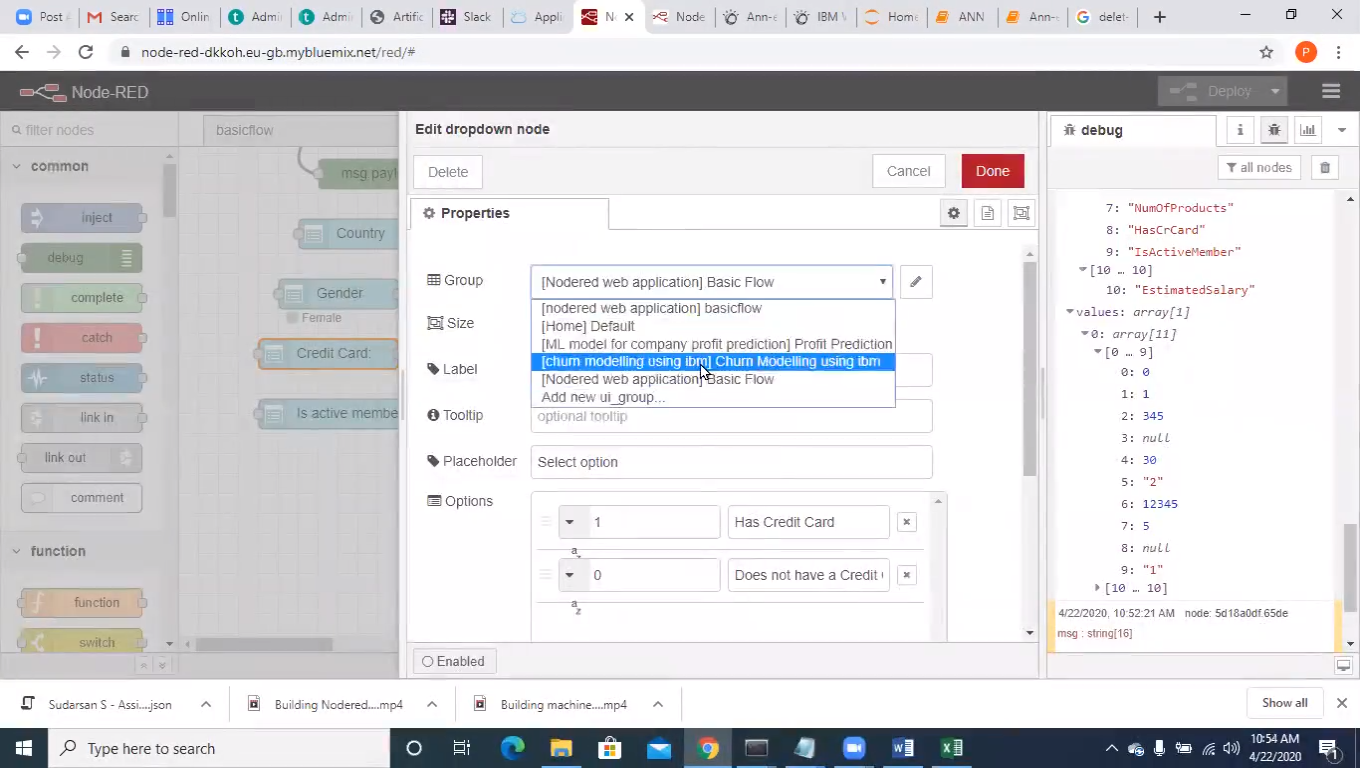 Post A
Searc
Onlin
Admi
Admi
Artific
Slack
Appli
N
Node
Ann-e
IBM
Home
ANN
Ann-
delet-
node-red-dkkoh.eu-gb.mybluemix.net/red/#
P
Node-RED
Deploy
filter nodes
basicflow
Edit dropdown node
debug
Delete
Cancel
Done
all nodes
common
Properties
inject
debug
complete
catch
status
link in
link out
comment
function
function
switch
msg payl
Country
Gender
Female
Credit Card:
Is active membe
Group
[Nodered web application] Basic Flow
[nodered web application] basicflow
[Home] Default
[ML model for company profit prediction] Profit Prediction
[churn modelling using ibm] Churn Modelling using ibm
[Nodered web application] Basic Flow
Add new ui_group...
Size
Label
Tooltip
optional tooltip
Placeholder
Select option
Options
1
Has Credit Card
0
Does not have a Credit
Enabled
7: "NumOfProducts"
8: "HasCrCard"
9: "IsActiveMember"
[10 … 10]
10: "EstimatedSalary"
values: array[1]
0: array[11]
[0 … 9]
0: 0
1: 1
2: 345
3: null
4: 30
5: "2"
6: 12345
7: 5
8: null
9: "1"
[10 … 10]
4/22/2020, 10:52:21 AM node: 5d18a0df.65de
msg : string[16]
Sudarsan S - Assi....json
Building Nodered....mp4
Building machine....mp4
Show all
Type here to search
10:54 AM
4/22/2020
1